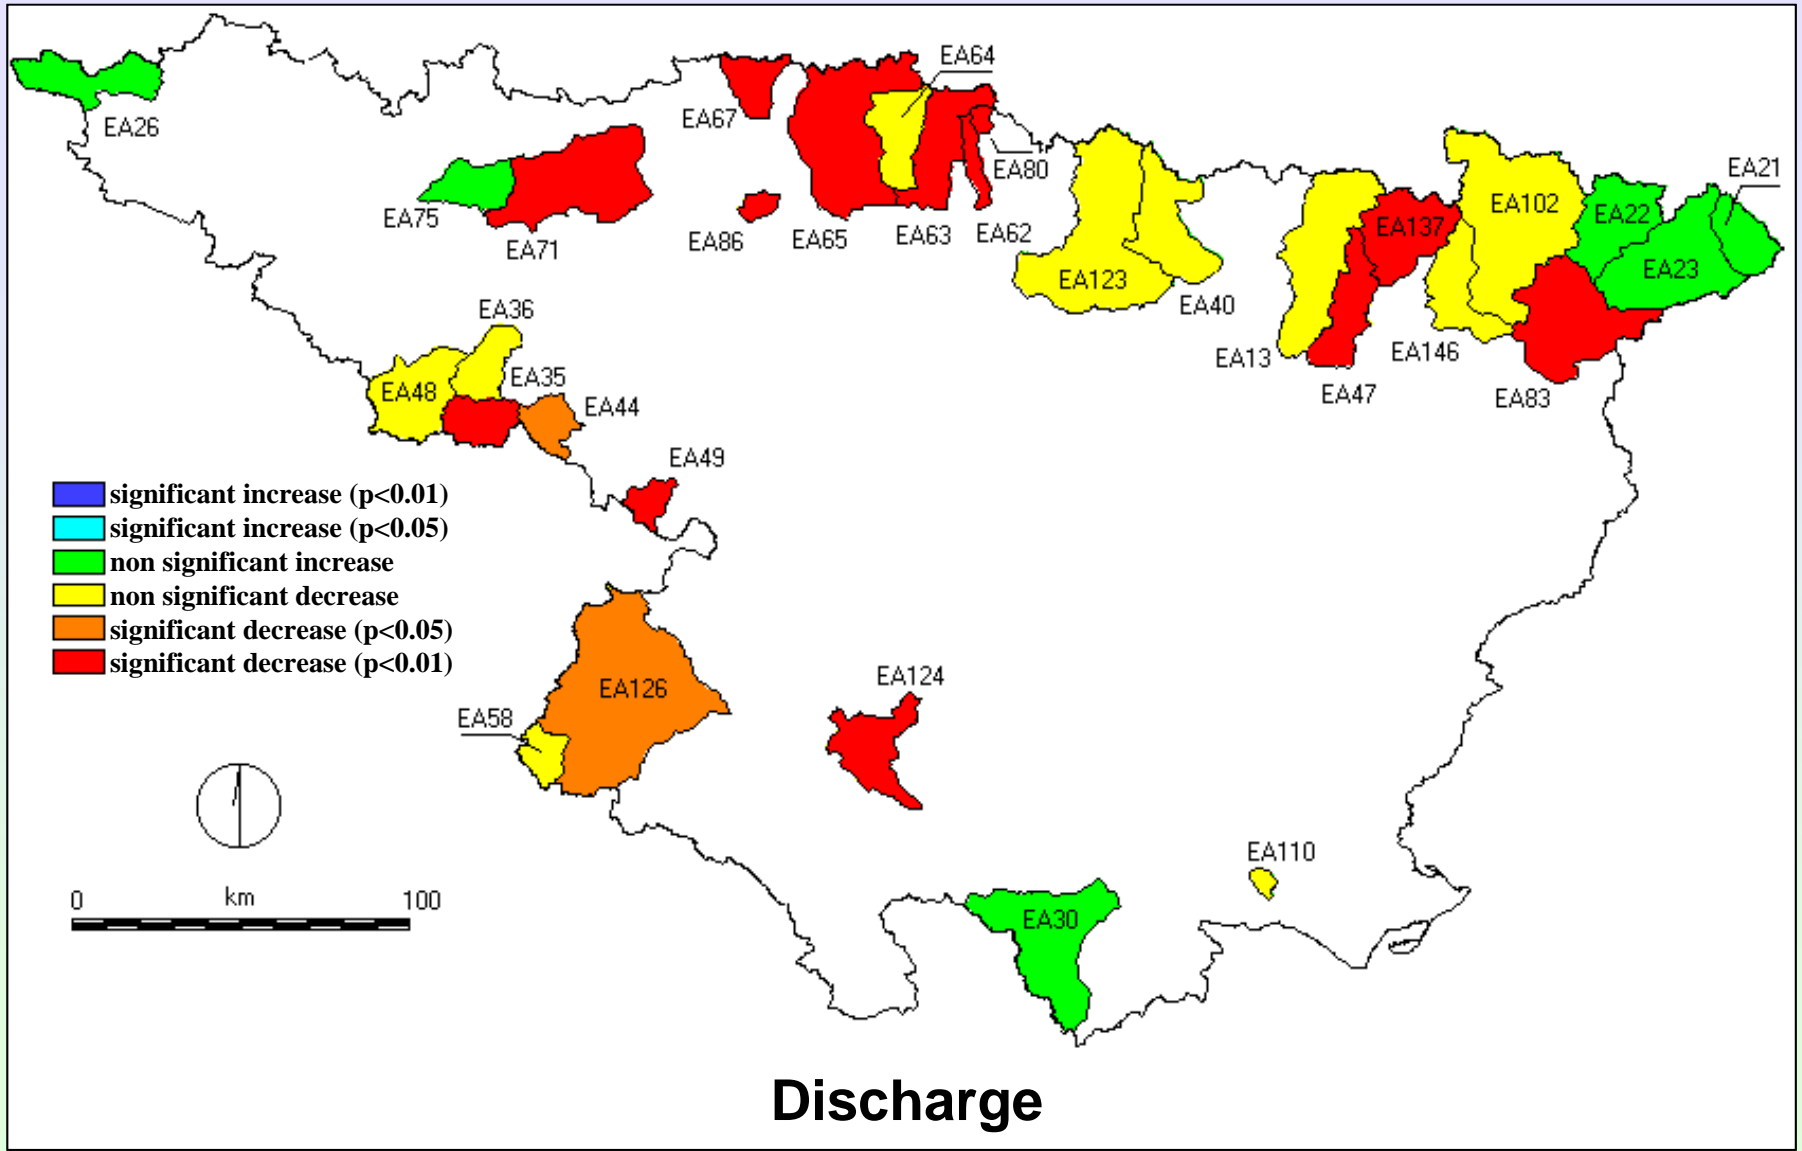 EA64
EA67
EA26
EA80
EA21
EA75
EA71
EA86
EA65
EA63
EA62
EA137
EA102
EA22
EA23
EA123
EA40
EA36
EA13
EA146
EA48
EA35
EA44
EA47
EA83
EA49
significant increase (p<0.01)
significant increase (p<0.05)
non significant increase
non significant decrease
significant decrease (p<0.05)
significant decrease (p<0.01)
EA126
EA124
EA58
EA110
0 km 100
EA30
Discharge